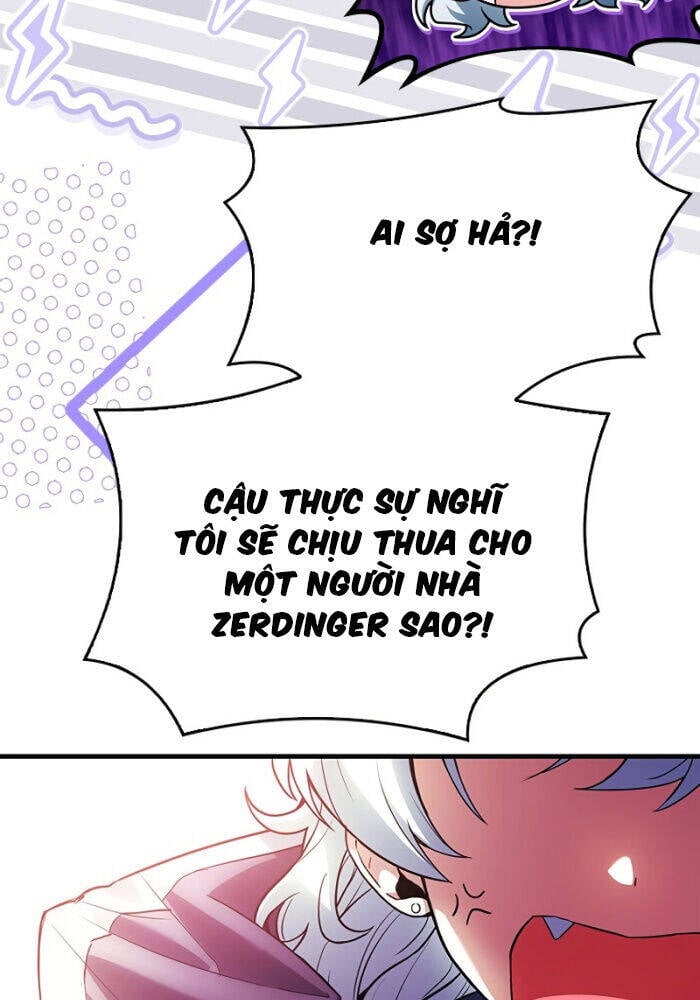 AI SỢ HẢ?!
CẬU THỰC SỰ NGHĨ
TÔI SẼ CHỊU THUA CHO
MỘT NGƯỜI NHÀ
ZERDINGER SAO?!